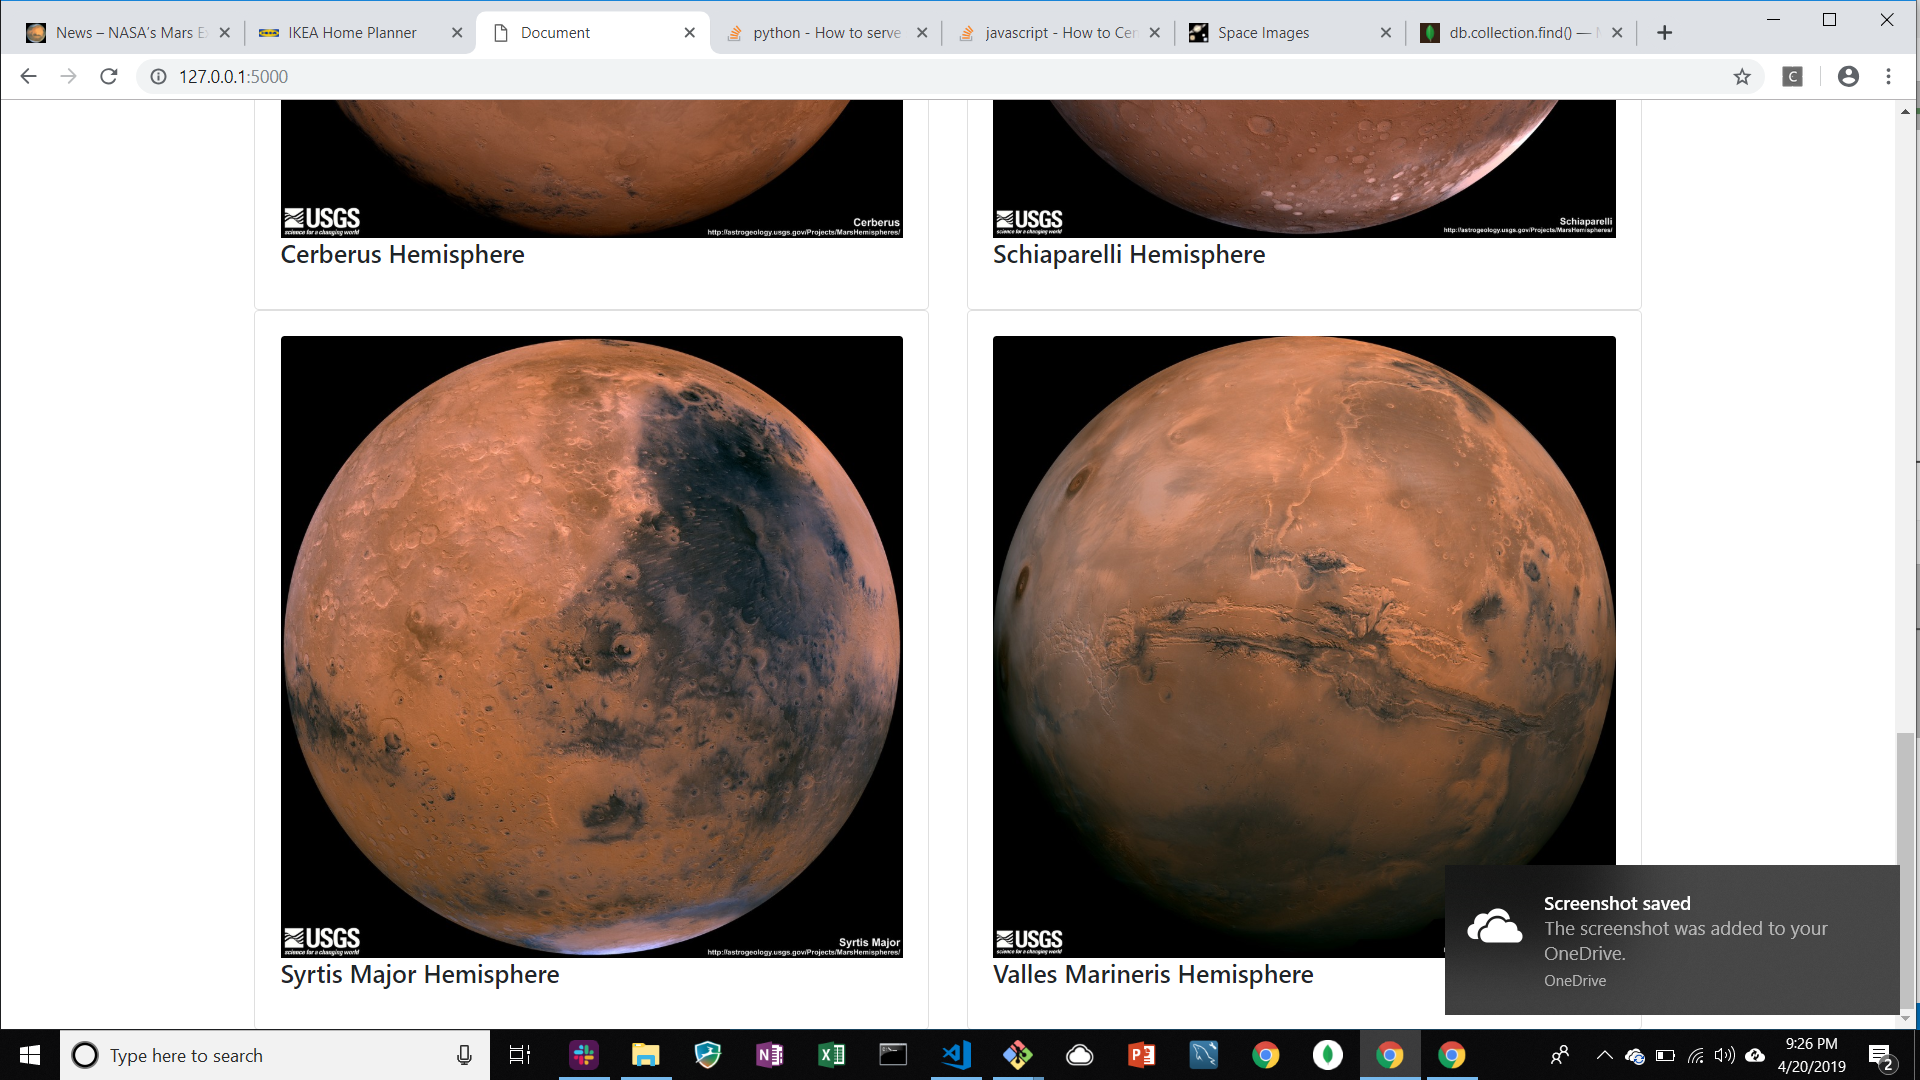 News – NASA's Mars E
IKEA Home Planner
Document
python - How to serve
javascript - How to Cen
Space Images
db.collection.find() —
127.0.0.1:5000
C
USGS
science for a changing world
Cerberus
http://astrogeology.usgs.gov/Projects/MarsHemispheres/
Cerberus Hemisphere
USGS
science for a changing world
Schiaparelli
http://astrogeology.usgs.gov/Projects/MarsHemispheres/
Schiaparelli Hemisphere
USGS
science for a changing world
Syrtis Major
http://astrogeology.usgs.gov/Projects/MarsHemispheres/
Syrtis Major Hemisphere
USGS
science for a changing world
Valles Marineris Hemisphere
Screenshot saved
The screenshot was added to your
OneDrive.
OneDrive
Type here to search
9:26 PM
4/20/2019
2